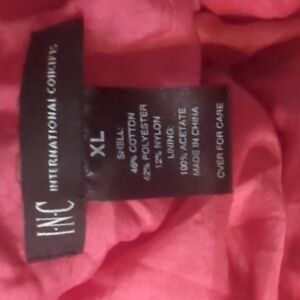 I·N·C INTERNATIONAL CONCEPTS
XL
SHELL:
46% COTTON
42% POLYESTER
12% NYLON
LINING:
100% ACETATE
MADE IN CHINA
OVER FOR CARE